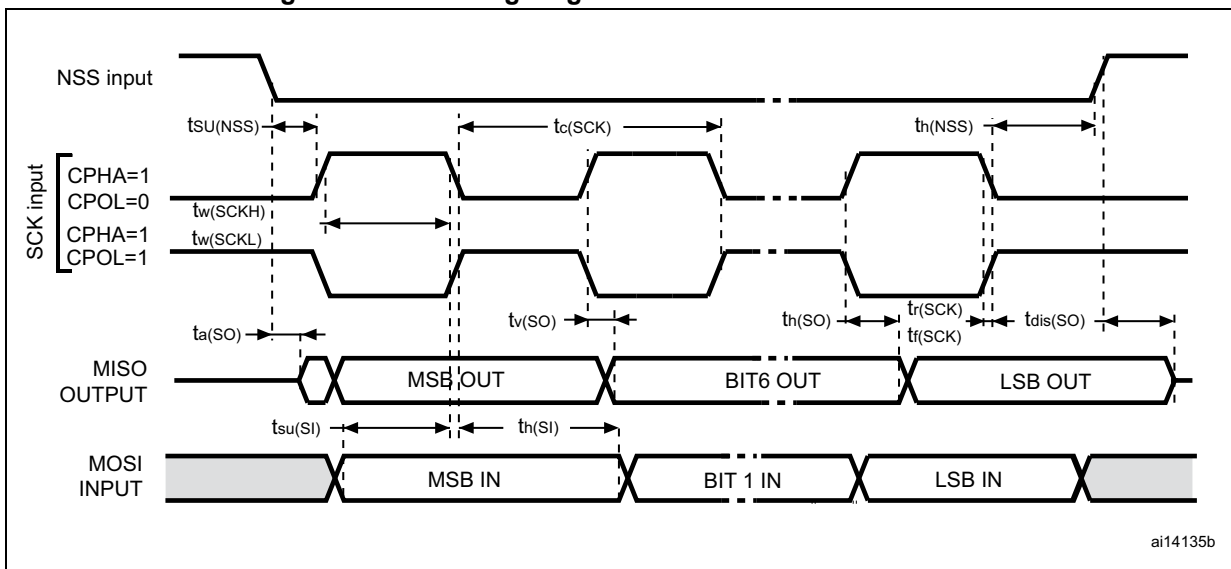 NSS input
tSU(NSS)
tc(SCK)
th(NSS)
SCK input
CPHA=1
CPOL=0
tw(SCKH)
CPHA=1
tw(SCKL)
CPOL=1
ta(SO)
tv(SO)
th(SO)
tr(SCK)
tf(SCK)
tdis(SO)
MISO
OUTPUT
MSB OUT
BIT6 OUT
LSB OUT
tsu(SI)
th(SI)
MOSI
INPUT
MSB IN
BIT 1 IN
LSB IN
ai14135b